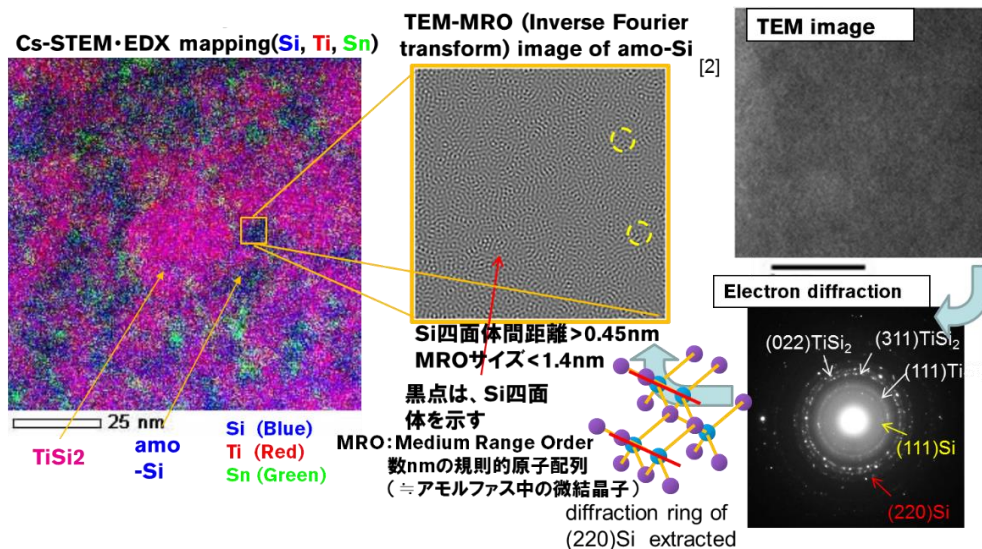 Cs-STEM・EDX mapping(Si, Ti, Sn)
25 nm
TiSi2
amo
-Si
Si (Blue)
Ti (Red)
Sn (Green)
TEM-MRO (Inverse Fourier
transform) image of amo-Si
[2]
Si四面体間距離>0.45nm
MROサイズ<1.4nm
黒点は、Si四面
体を示す
MRO：Medium Range Order
数nmの規則的原子配列
（≒アモルファス中の微結晶子）
diffraction ring of
(220)Si extracted
TEM image
Electron diffraction
(022)TiSi₂
(311)TiSi₂
(111)TiS
(111)Si
(220)Si